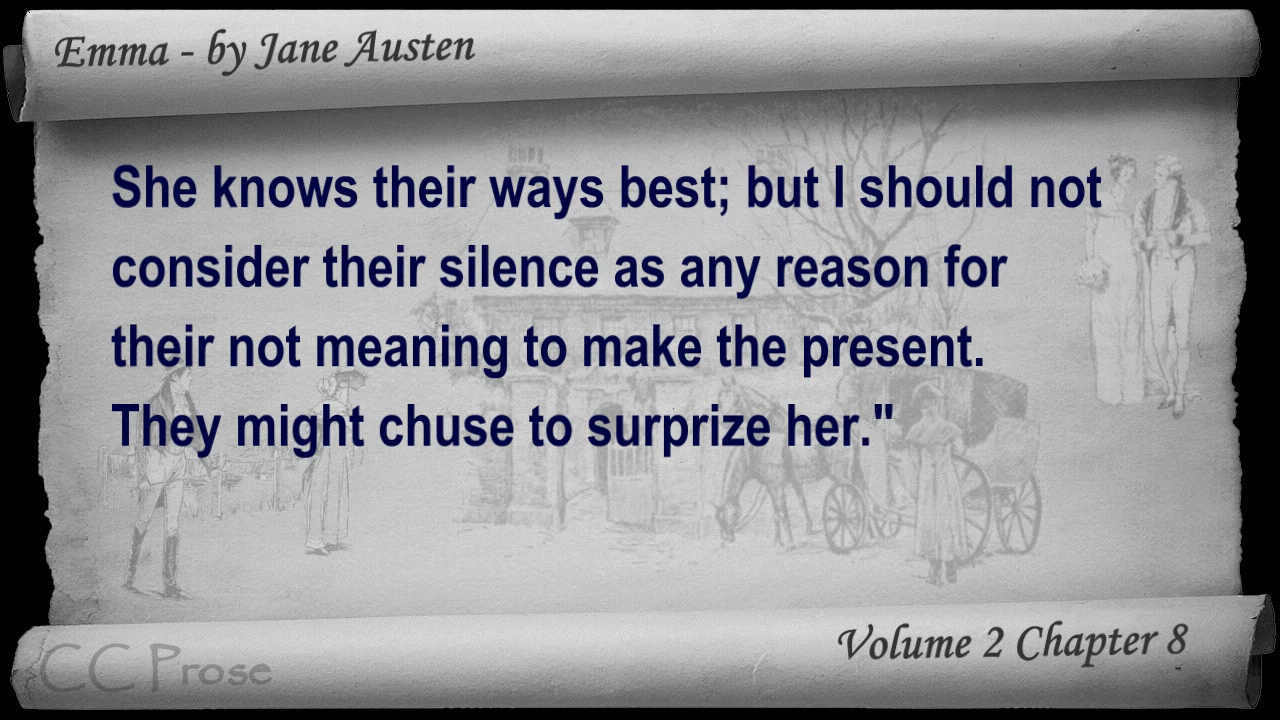 Emma - by Jane Austen
She knows their ways best; but I should not
consider their silence as any reason for
their not meaning to make the present.
They might chuse to surprize her."
Volume 2 Chapter 8
CC Prose